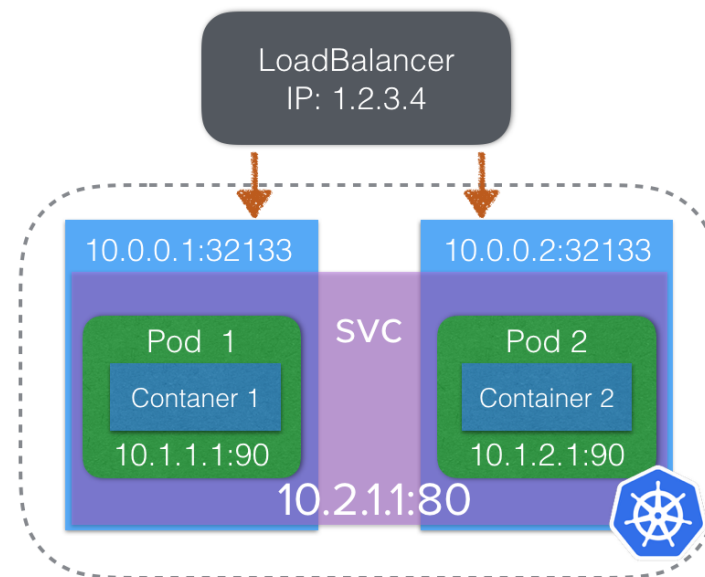 LoadBalancer
IP: 1.2.3.4
10.0.0.1:32133
10.0.0.2:32133
svc
Pod 1
Contaner 1
10.1.1.1:90
Pod 2
Container 2
10.1.2.1:90
10.2.1.1:80